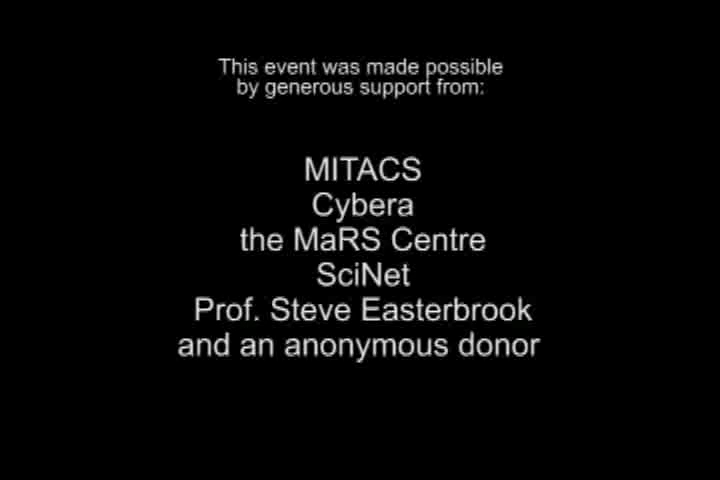 This event was made possible
by generous support from:
MITACS
Cybera
the MaRS Centre
SciNet
Prof. Steve Easterbrook
and an anonymous donor